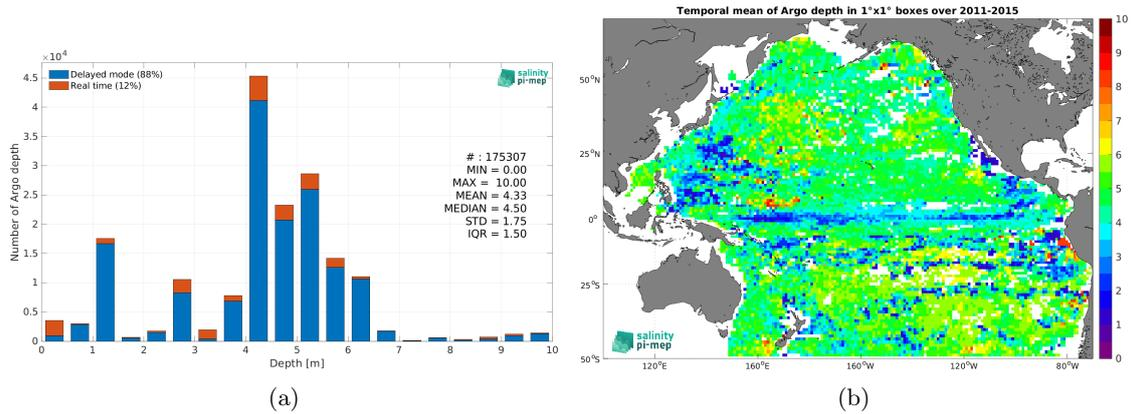 ×10⁴
Delayed mode (88%)
Real time (12%)
salinity
pi-mep
# : 175307
MIN = 0.00
MAX = 10.00
MEAN = 4.33
MEDIAN = 4.50
STD = 1.75
IQR = 1.50
Number of Argo depth
4.5
4
3.5
3
2.5
2
1.5
1
0.5
0
0 1 2 3 4 5 6 7 8 9 10
Depth [m]
(a)
Temporal mean of Argo depth in 1°x1° boxes over 2011-2015
50°N
25°N
0°
25°S
50°S
120°E 160°E 160°W 120°W 80°W
salinity
pi-mep
10
9
8
7
6
5
4
3
2
1
0
(b)